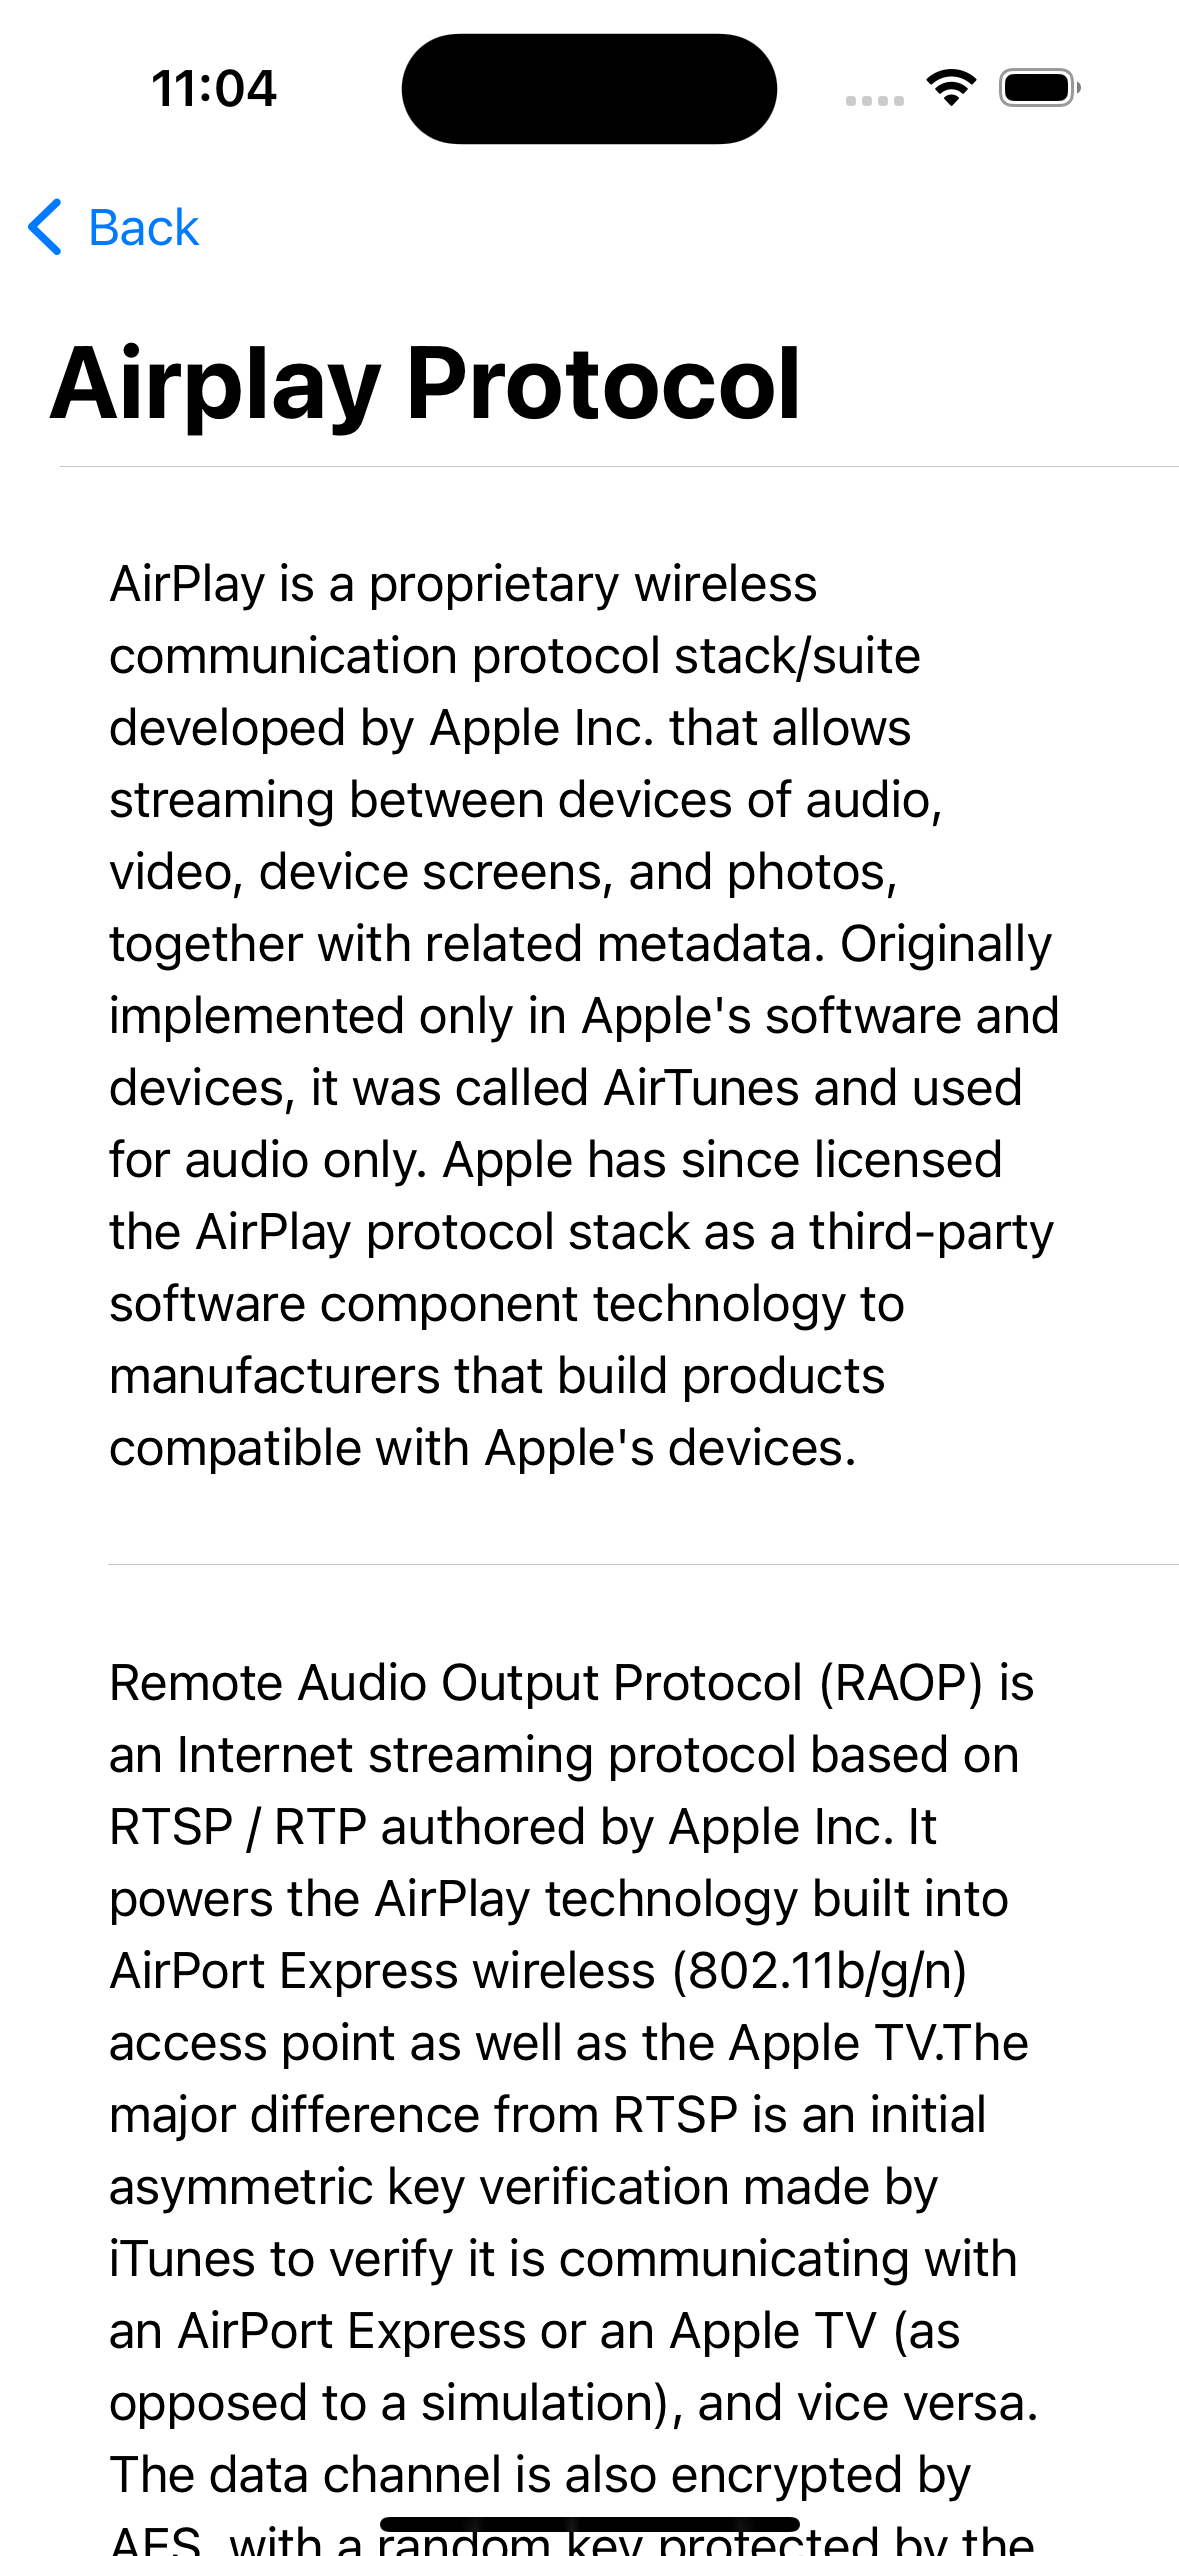 11:04
Back
Airplay Protocol
AirPlay is a proprietary wireless
communication protocol stack/suite
developed by Apple Inc. that allows
streaming between devices of audio,
video, device screens, and photos,
together with related metadata. Originally
implemented only in Apple's software and
devices, it was called AirTunes and used
for audio only. Apple has since licensed
the AirPlay protocol stack as a third-party
software component technology to
manufacturers that build products
compatible with Apple's devices.
Remote Audio Output Protocol (RAOP) is
an Internet streaming protocol based on
RTSP / RTP authored by Apple Inc. It
powers the AirPlay technology built into
AirPort Express wireless (802.11b/g/n)
access point as well as the Apple TV.The
major difference from RTSP is an initial
asymmetric key verification made by
iTunes to verify it is communicating with
an AirPort Express or an Apple TV (as
opposed to a simulation), and vice versa.
The data channel is also encrypted by
AES, with a random key protected by the